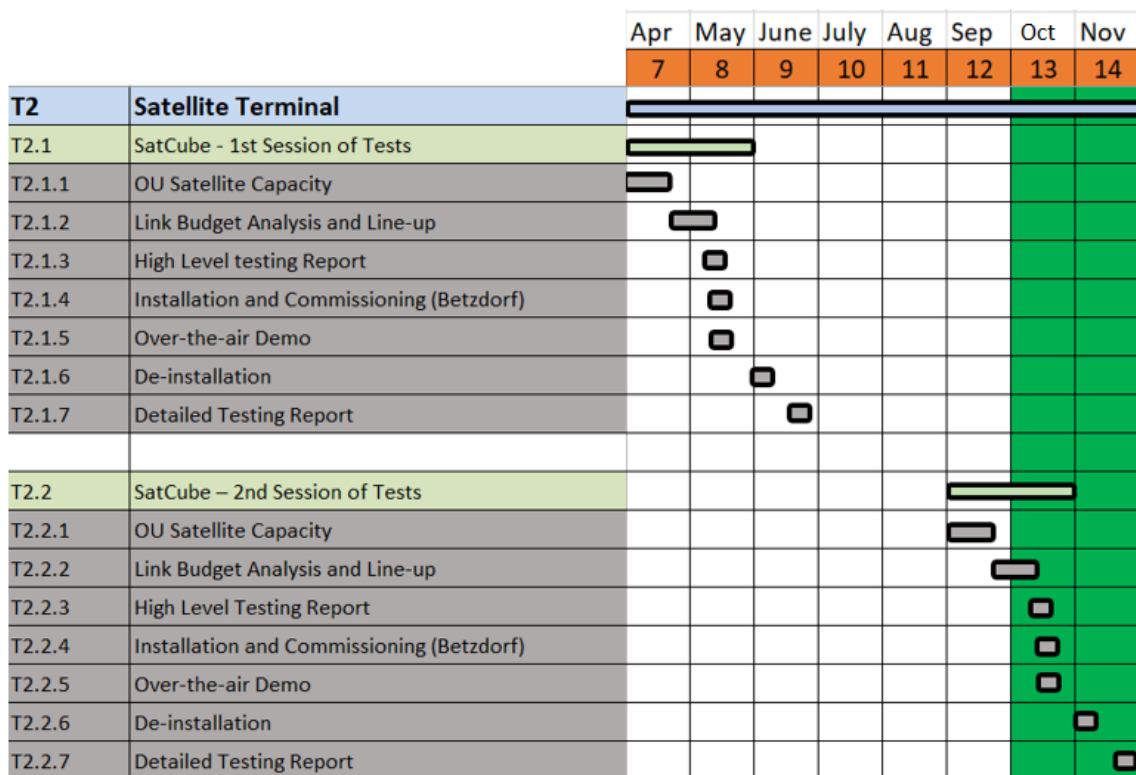 Apr May June July Aug Sep Oct Nov
7 8 9 10 11 12 13 14
T2 Satellite Terminal
T2.1 SatCube - 1st Session of Tests
T2.1.1 OU Satellite Capacity
T2.1.2 Link Budget Analysis and Line-up
T2.1.3 High Level testing Report
T2.1.4 Installation and Commissioning (Betzdorf)
T2.1.5 Over-the-air Demo
T2.1.6 De-installation
T2.1.7 Detailed Testing Report
T2.2 SatCube – 2nd Session of Tests
T2.2.1 OU Satellite Capacity
T2.2.2 Link Budget Analysis and Line-up
T2.2.3 High Level Testing Report
T2.2.4 Installation and Commissioning (Betzdorf)
T2.2.5 Over-the-air Demo
T2.2.6 De-installation
T2.2.7 Detailed Testing Report